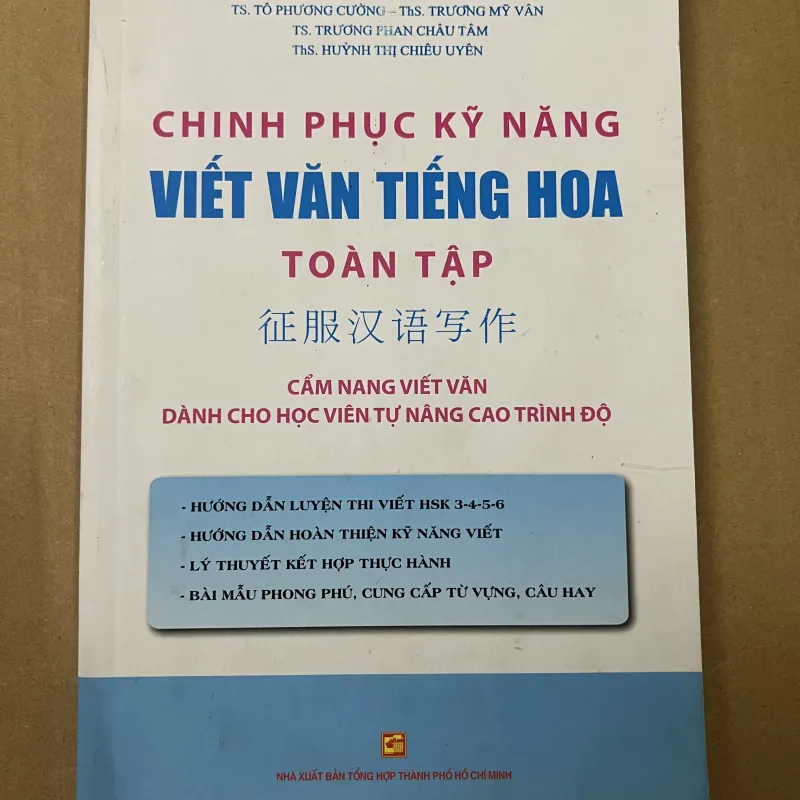 TS. TÔ PHƯƠNG CƯỜNG – ThS. TRƯƠNG MỸ VÂN
TS. TRƯƠNG PHAN CHÂU TÂM
ThS. HUỲNH THỊ CHIÊU UYÊN
CHINH PHỤC KỸ NĂNG
VIẾT VĂN TIẾNG HOA
TOÀN TẬP
征服汉语写作
CẨM NANG VIẾT VĂN
DÀNH CHO HỌC VIÊN TỰ NÂNG CAO TRÌNH ĐỘ
- HƯỚNG DẪN LUYỆN THI VIẾT HSK 3-4-5-6
- HƯỚNG DẪN HOÀN THIỆN KỸ NĂNG VIẾT
- LÝ THUYẾT KẾT HỢP THỰC HÀNH
- BÀI MẪU PHONG PHÚ, CUNG CẤP TỪ VỰNG, CÂU HAY
NHÀ XUẤT BẢN TỔNG HỢP THÀNH PHỐ HỒ CHÍ MINH